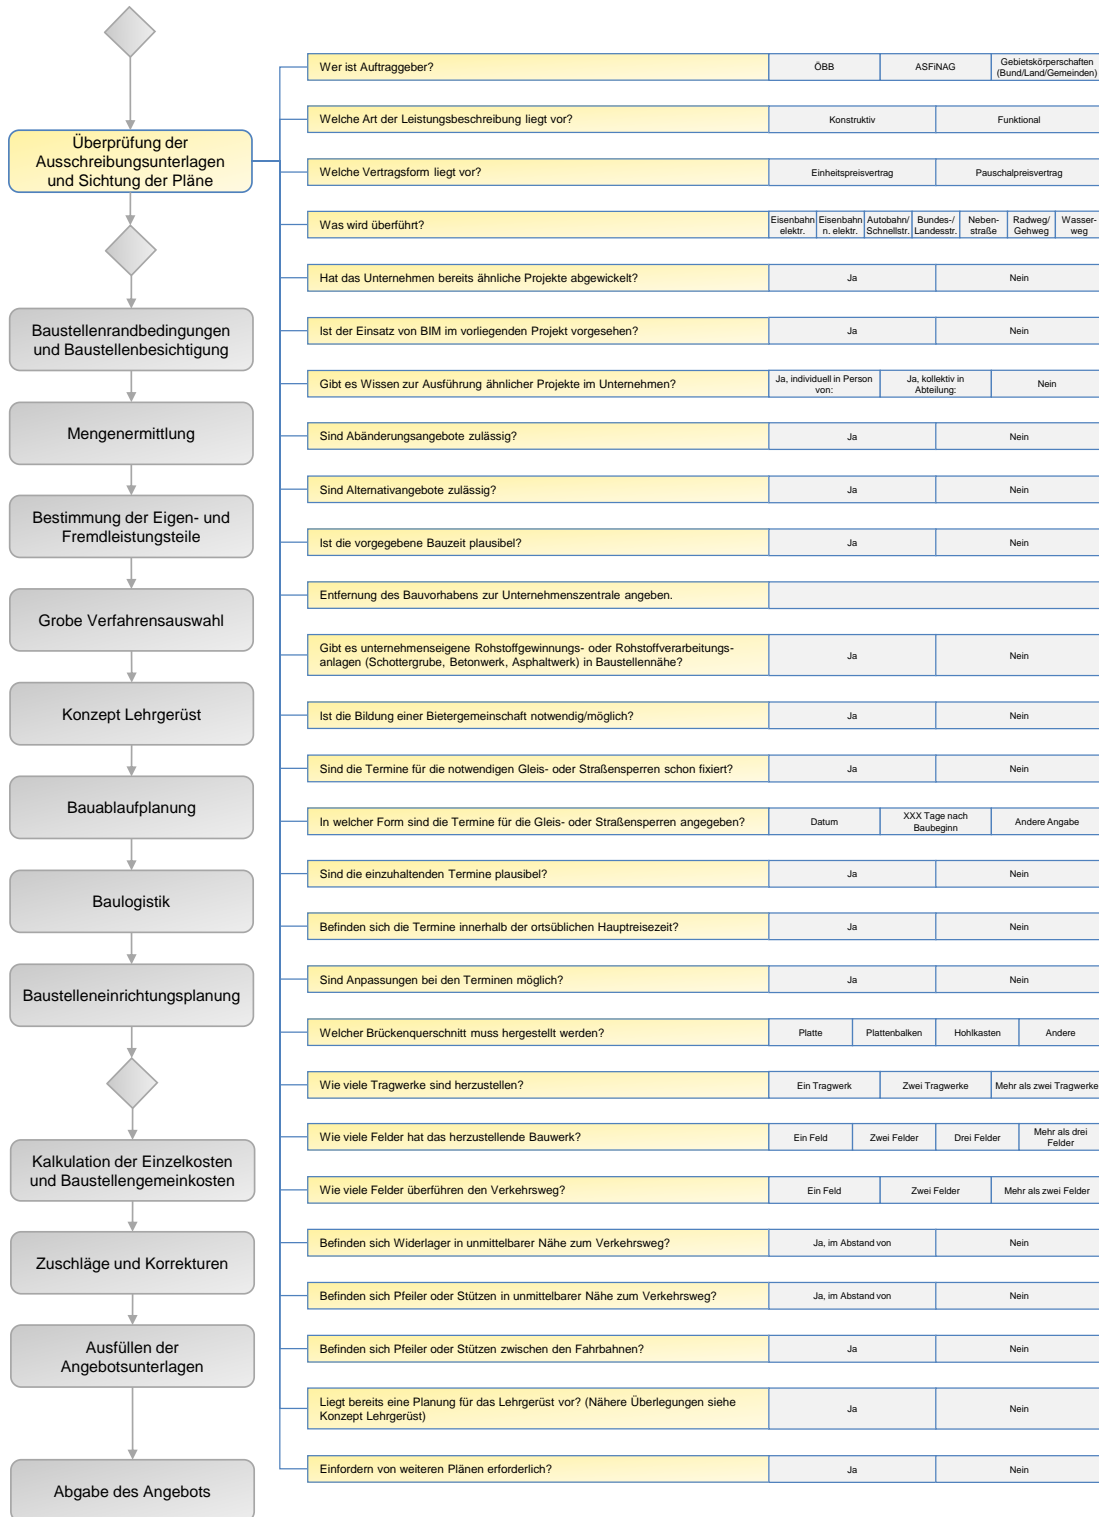 Überprüfung der
Ausschreibungsunterlagen
und Sichtung der Pläne
Baustellenrandbedingungen
und Baustellenbesichtigung
Mengenermittlung
Bestimmung der Eigen- und
Fremdleistungsteile
Grobe Verfahrensauswahl
Konzept Lehrgerüst
Bauablaufplanung
Baulogistik
Baustelleneinrichtungsplanung
Kalkulation der Einzelkosten
und Baustellengemeinkosten
Zuschläge und Korrekturen
Ausfüllen der
Angebotsunterlagen
Abgabe des Angebots
Wer ist Auftraggeber?
ÖBB
ASFiNAG
Gebietskörperschaften
(Bund/Land/Gemeinden)
Welche Art der Leistungsbeschreibung liegt vor?
Konstruktiv
Funktional
Welche Vertragsform liegt vor?
Einheitspreisvertrag
Pauschalpreisvertrag
Was wird überführt?
Eisenbahn
elektr.
Eisenbahn
n. elektr.
Autobahn/
Schnellstr.
Bundes-/
Landesstr.
Neben-
straße
Radweg/
Gehweg
Wasser-
weg
Hat das Unternehmen bereits ähnliche Projekte abgewickelt?
Ja
Nein
Ist der Einsatz von BIM im vorliegenden Projekt vorgesehen?
Ja
Nein
Gibt es Wissen zur Ausführung ähnlicher Projekte im Unternehmen?
Ja, individuell in Person
von:
Ja, kollektiv in
Abteilung:
Nein
Sind Abänderungsangebote zulässig?
Ja
Nein
Sind Alternativangebote zulässig?
Ja
Nein
Ist die vorgegebene Bauzeit plausibel?
Ja
Nein
Entfernung des Bauvorhabens zur Unternehmenszentrale angeben.
Gibt es unternehmenseigene Rohstoffgewinnungs- oder Rohstoffverarbeitungs-
anlagen (Schottergrube, Betonwerk, Asphaltwerk) in Baustellennähe?
Ja
Nein
Ist die Bildung einer Bietergemeinschaft notwendig/möglich?
Ja
Nein
Sind die Termine für die notwendigen Gleis- oder Straßensperren schon fixiert?
Ja
Nein
In welcher Form sind die Termine für die Gleis- oder Straßensperren angegeben?
Datum
XXX Tage nach
Baubeginn
Andere Angabe
Sind die einzuhaltenden Termine plausibel?
Ja
Nein
Befinden sich die Termine innerhalb der ortsüblichen Hauptreisezeit?
Ja
Nein
Sind Anpassungen bei den Terminen möglich?
Ja
Nein
Welcher Brückenquerschnitt muss hergestellt werden?
Platte
Plattenbalken
Hohlkasten
Andere
Wie viele Tragwerke sind herzustellen?
Ein Tragwerk
Zwei Tragwerke
Mehr als zwei Tragwerke
Wie viele Felder hat das herzustellende Bauwerk?
Ein Feld
Zwei Felder
Drei Felder
Mehr als drei
Felder
Wie viele Felder überführen den Verkehrsweg?
Ein Feld
Zwei Felder
Mehr als zwei Felder
Befinden sich Widerlager in unmittelbarer Nähe zum Verkehrsweg?
Ja, im Abstand von
Nein
Befinden sich Pfeiler oder Stützen in unmittelbarer Nähe zum Verkehrsweg?
Ja, im Abstand von
Nein
Befinden sich Pfeiler oder Stützen zwischen den Fahrbahnen?
Ja
Nein
Liegt bereits eine Planung für das Lehrgerüst vor? (Nähere Überlegungen siehe
Konzept Lehrgerüst)
Ja
Nein
Einfordern von weiteren Plänen erforderlich?
Ja
Nein